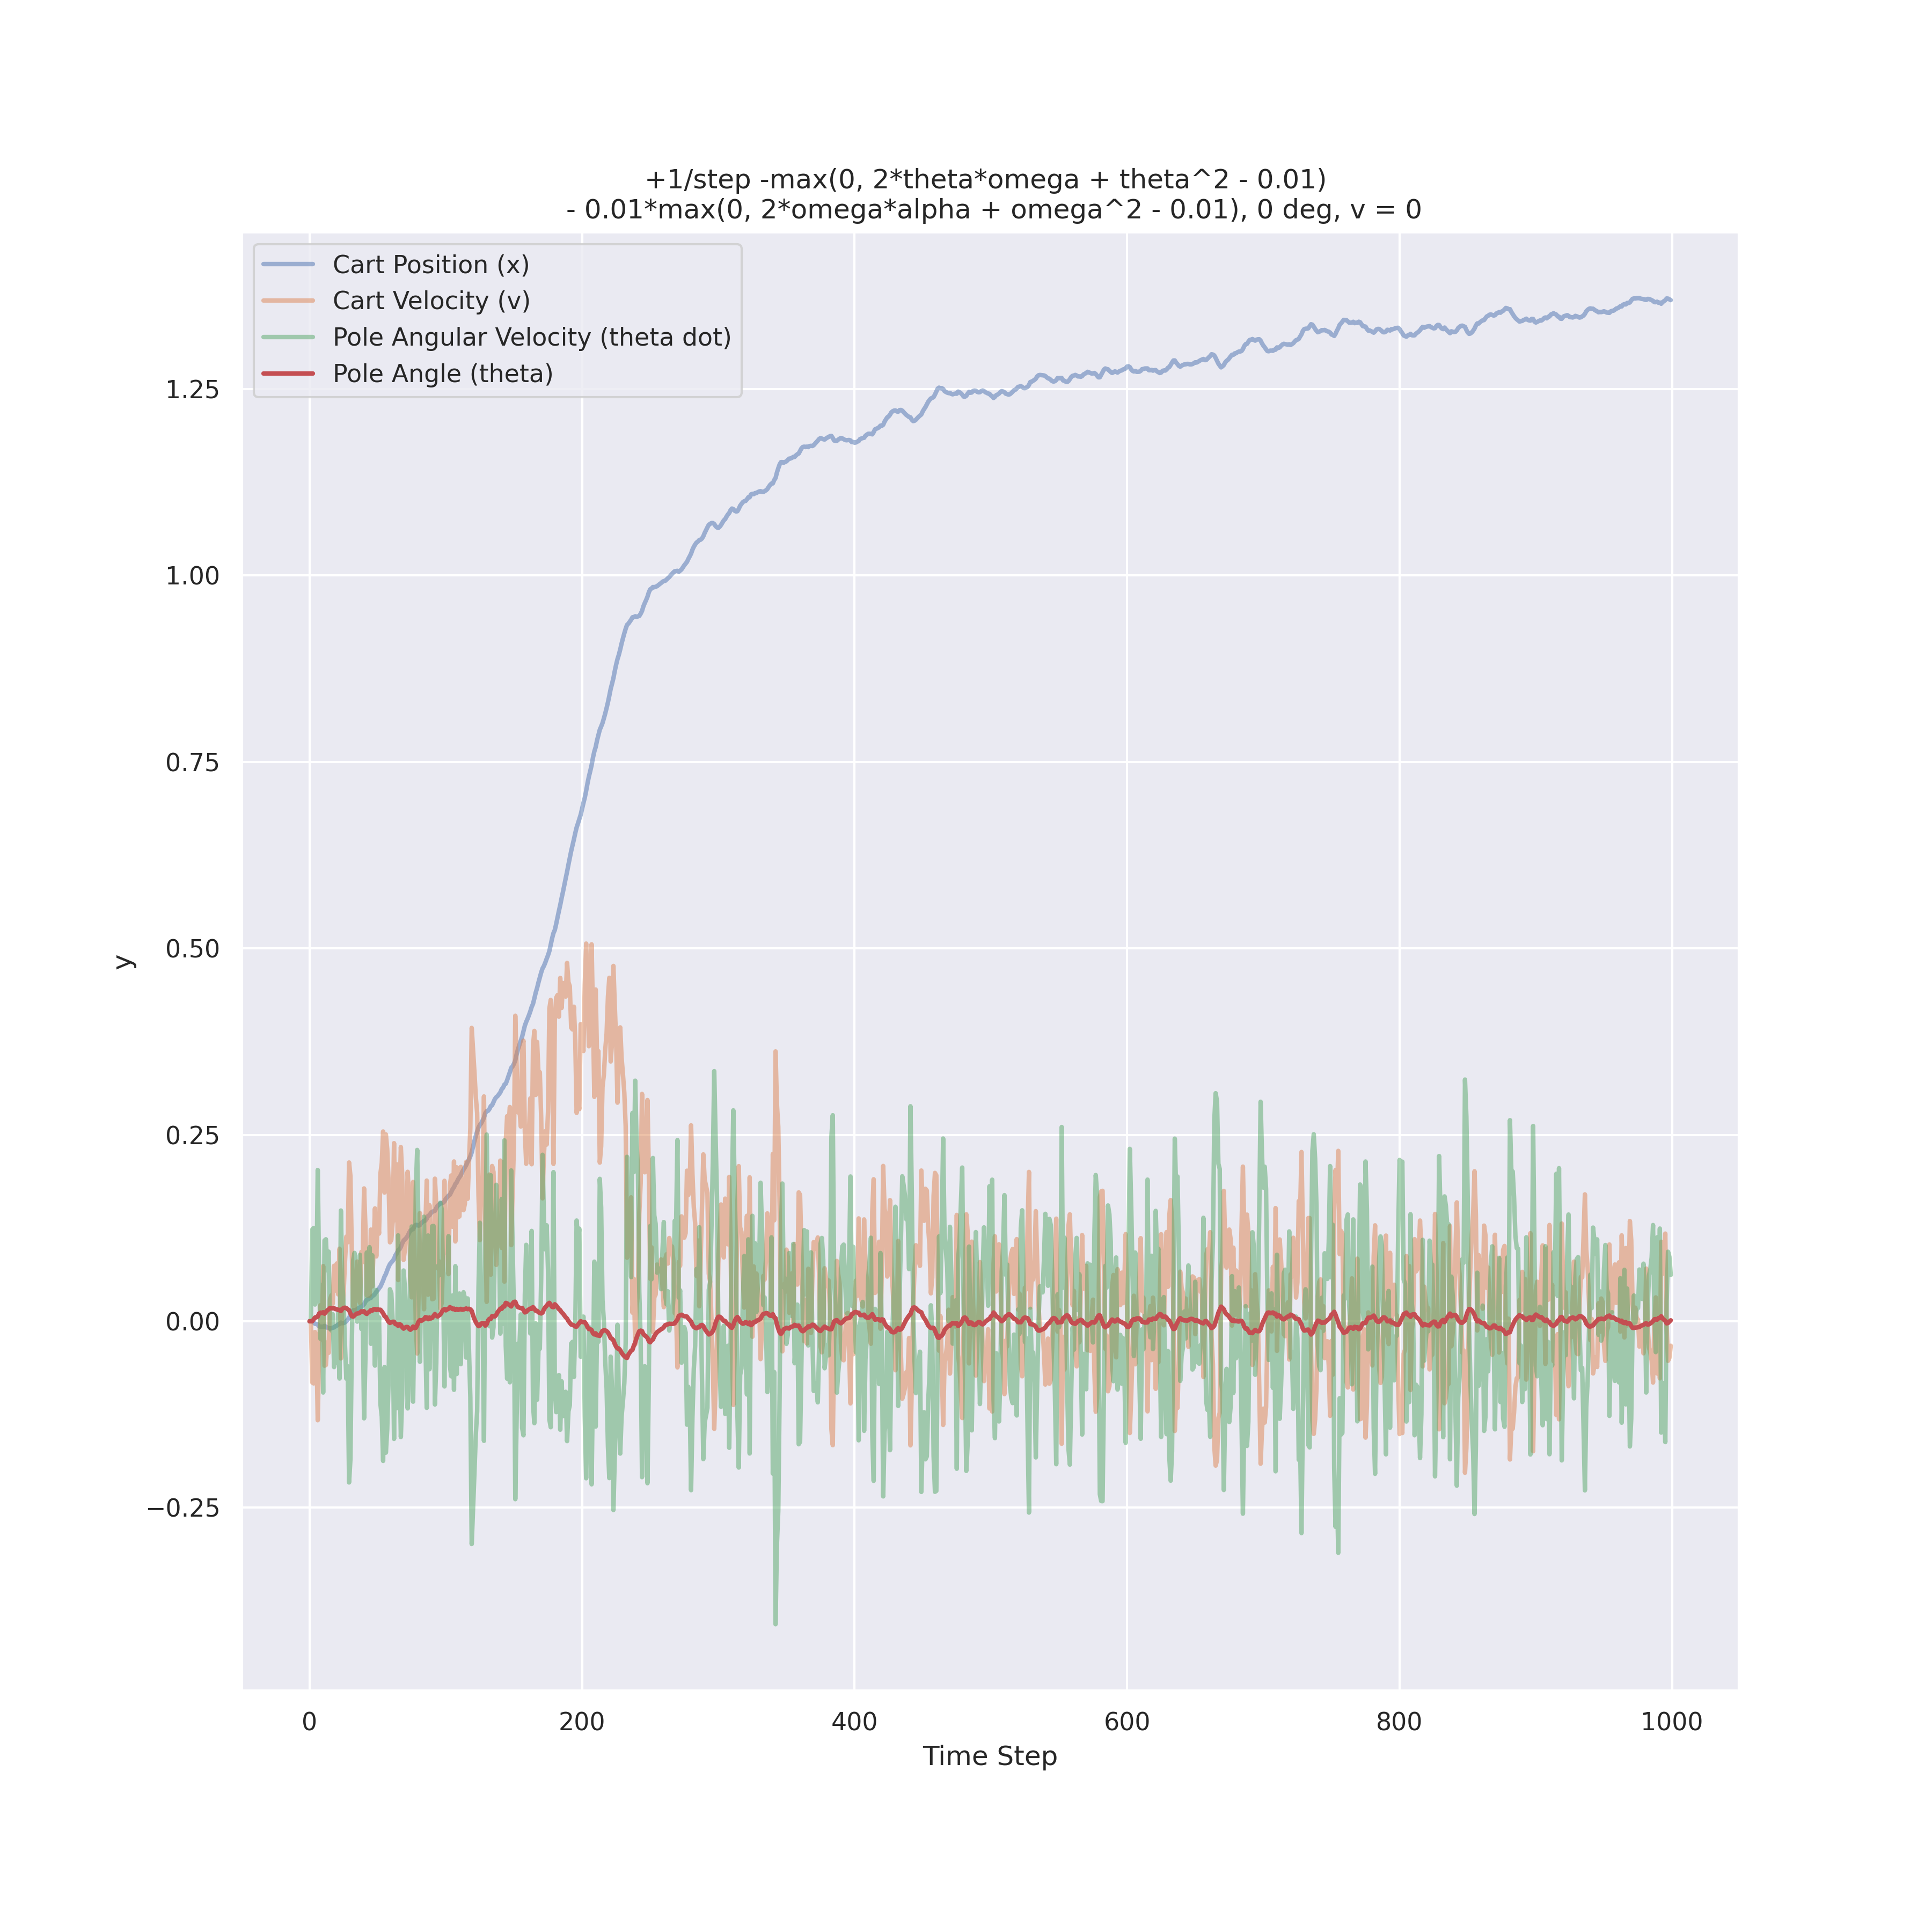 +1/step -max(0, 2*theta*omega + theta^2 - 0.01)
- 0.01*max(0, 2*omega*alpha + omega^2 - 0.01), 0 deg, v = 0
Cart Position (x)
Cart Velocity (v)
Pole Angular Velocity (theta dot)
Pole Angle (theta)
1.25
1.00
0.75
0.50
0.25
0.00
−0.25
y
0 200 400 600 800 1000
Time Step